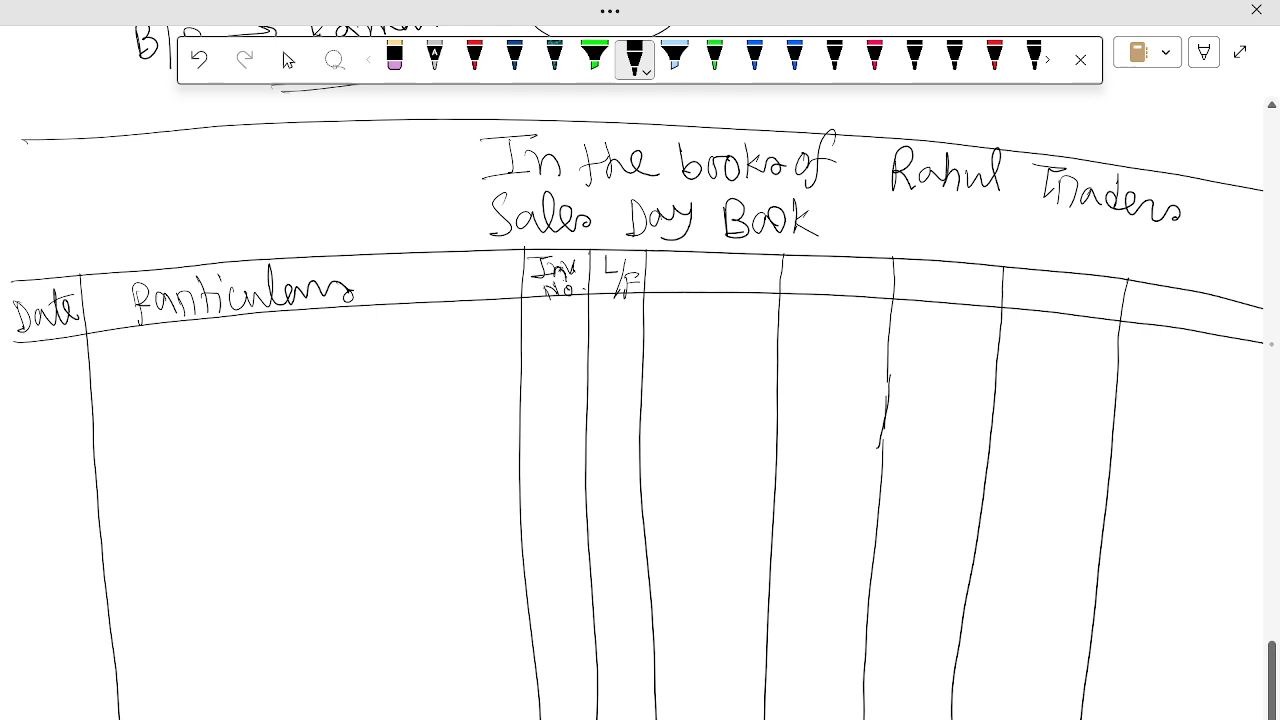 In the books of Rahul Traders
Sales Day Book
Date Particulars Inv No. L/F